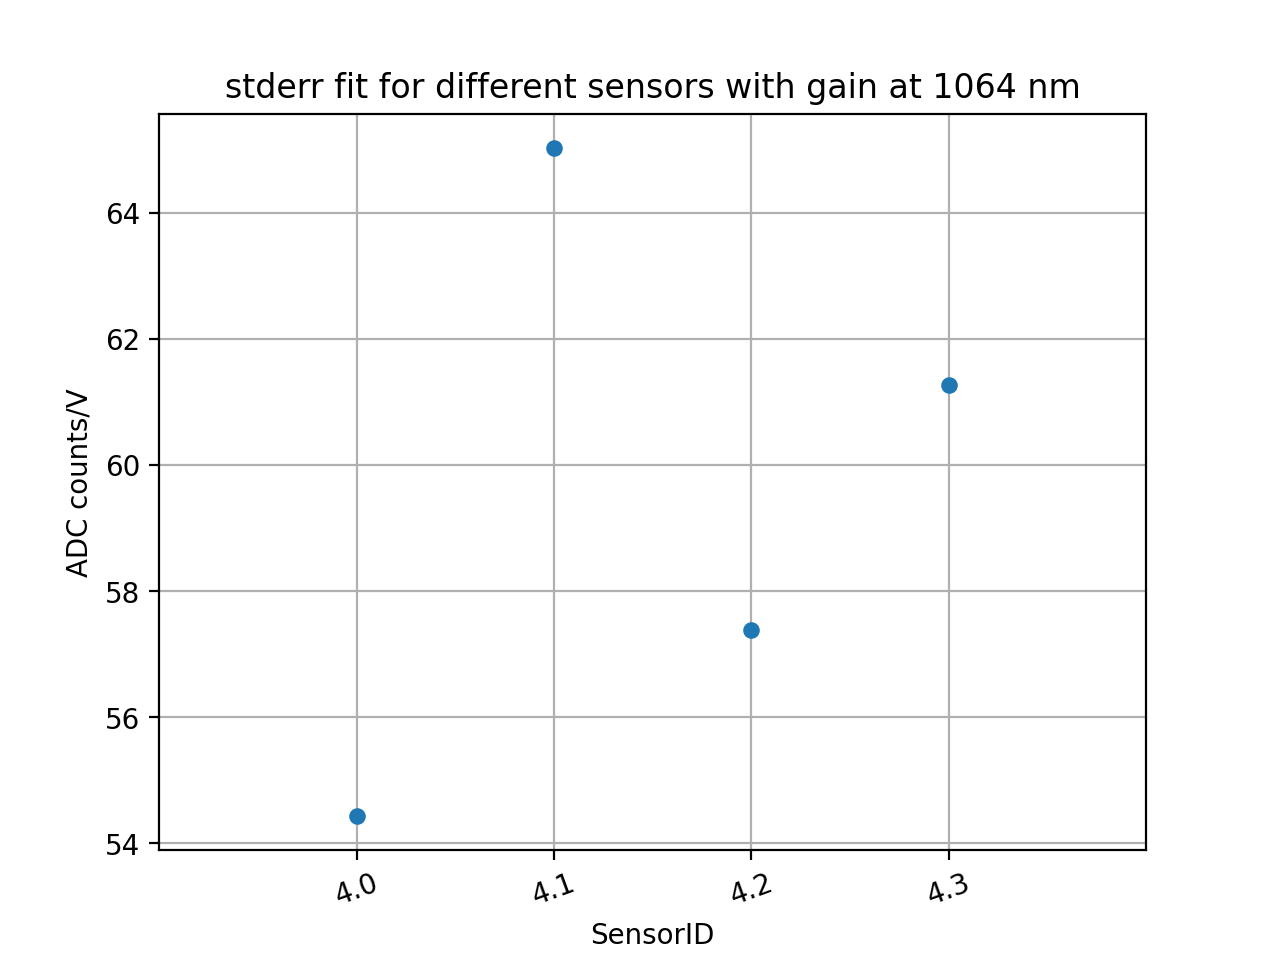 stderr fit for different sensors with gain at 1064 nm
ADC counts/V
64
62
60
58
56
54
4.0 4.1 4.2 4.3
SensorID